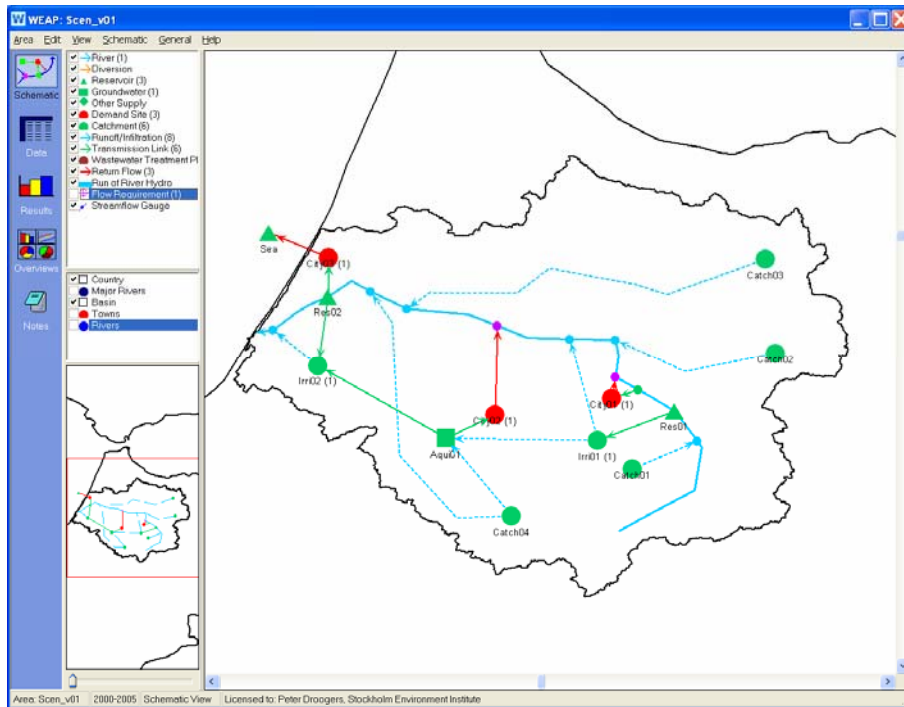 WEAP: Scen_v01
Area Edit View Schematic General Help
Schematic
Data
Results
Overviews
Notes
River (1)
Diversion
Reservoir (3)
Groundwater (1)
Other Supply
Demand Site (3)
Catchment (6)
Runoff/Infiltration (8)
Transmission Link (6)
Wastewater Treatment Pl
Return Flow (3)
Run of River Hydro
Flow Requirement (1)
Streamflow Gauge
Country
Major Rivers
Basin
Towns
Rivers
Sea
City03 (1)
Res02
Catch03
Catch02
Irri02 (1)
City02 (1)
City01 (1)
Res01
Aqui01
Irri01 (1)
Catch01
Catch04
Area: Scen_v01 2000-2005 Schematic View Licensed to: Peter Droogers, Stockholm Environment Institute